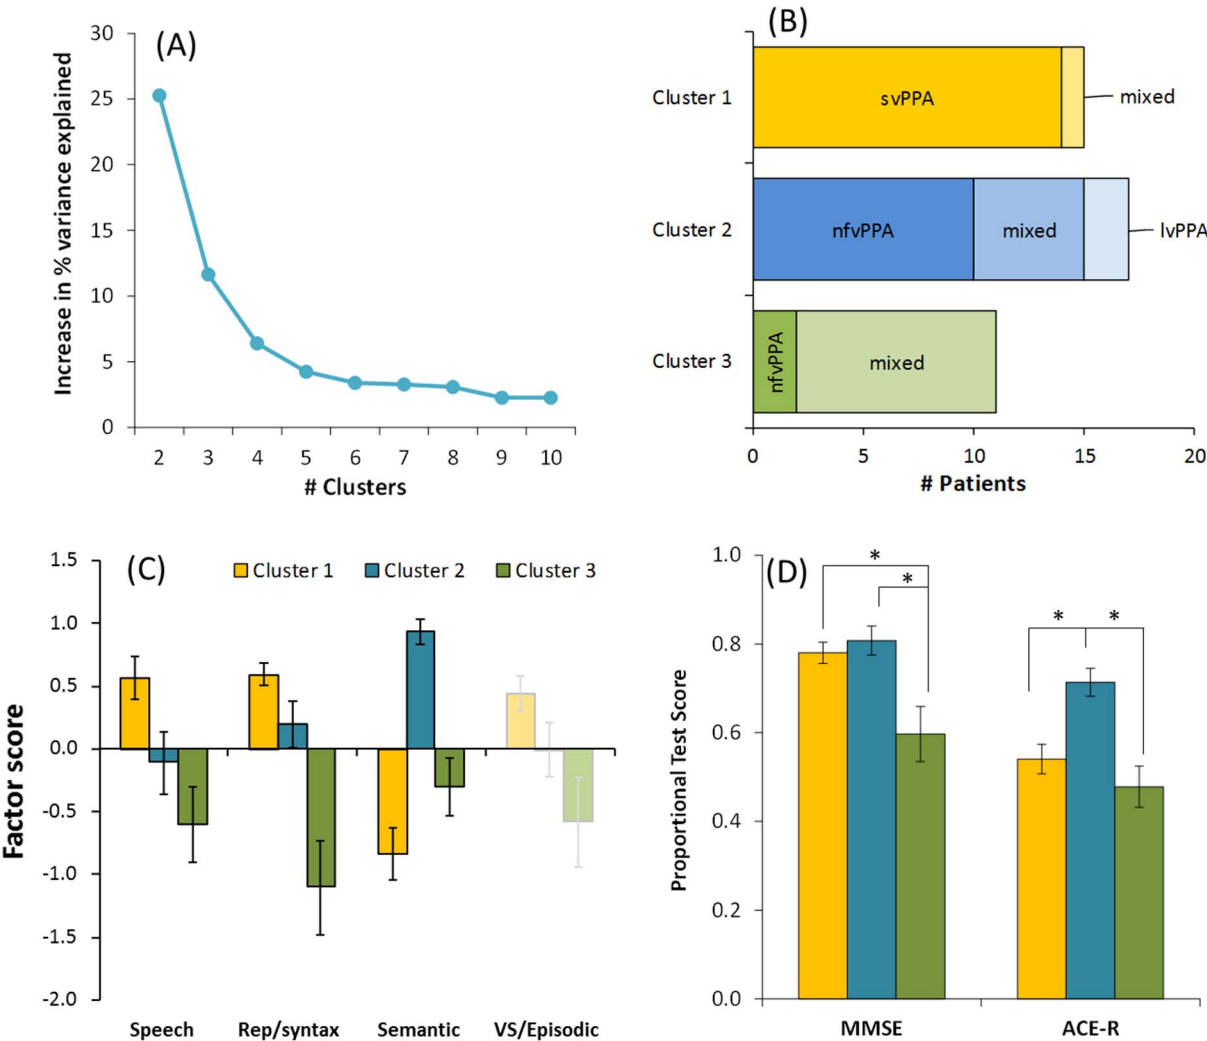 (A)
30
25
20
15
10
5
0
Increase in % variance explained
2 3 4 5 6 7 8 9 10
# Clusters
(B)
Cluster 1
svPPA
mixed
Cluster 2
nfvPPA
mixed
lvPPA
Cluster 3
nfvPPA
mixed
0 5 10 15 20
# Patients
(C)
Cluster 1 Cluster 2 Cluster 3
1.5
1.0
0.5
0.0
-0.5
-1.0
-1.5
-2.0
Factor score
Speech Rep/syntax Semantic VS/Episodic
(D)
1.0
0.8
0.6
0.4
0.2
0.0
Proportional Test Score
*
*
* *
MMSE ACE-R